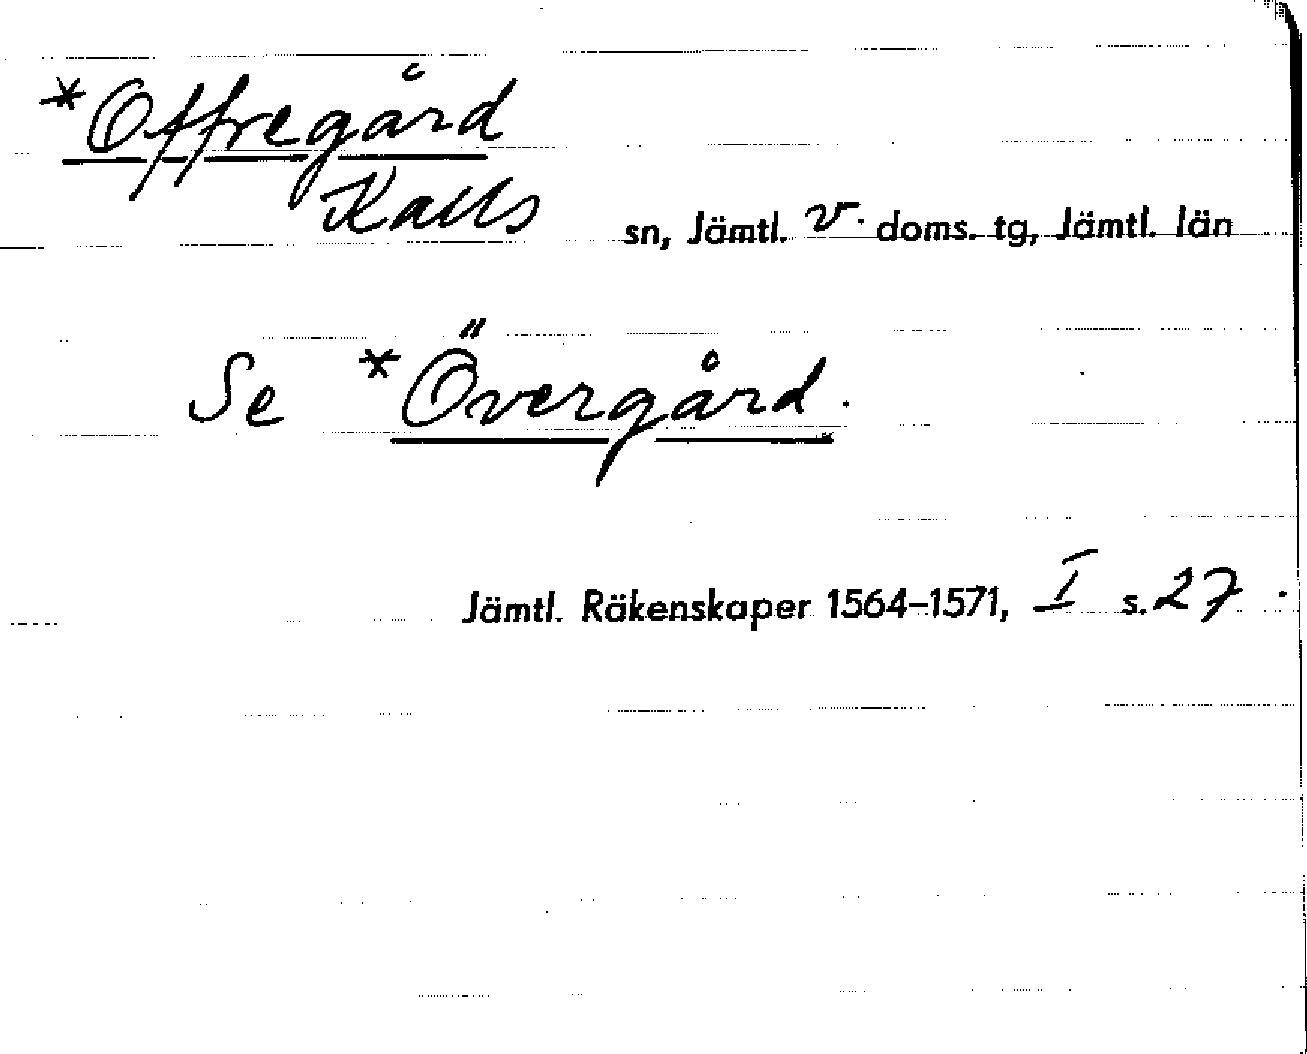 *Offregård
Kalls sn, Jämtl. v. doms. tg, Jämtl. län
Se *Övergård.
Jämtl. Räkenskaper 1564-1571, I s. 27.